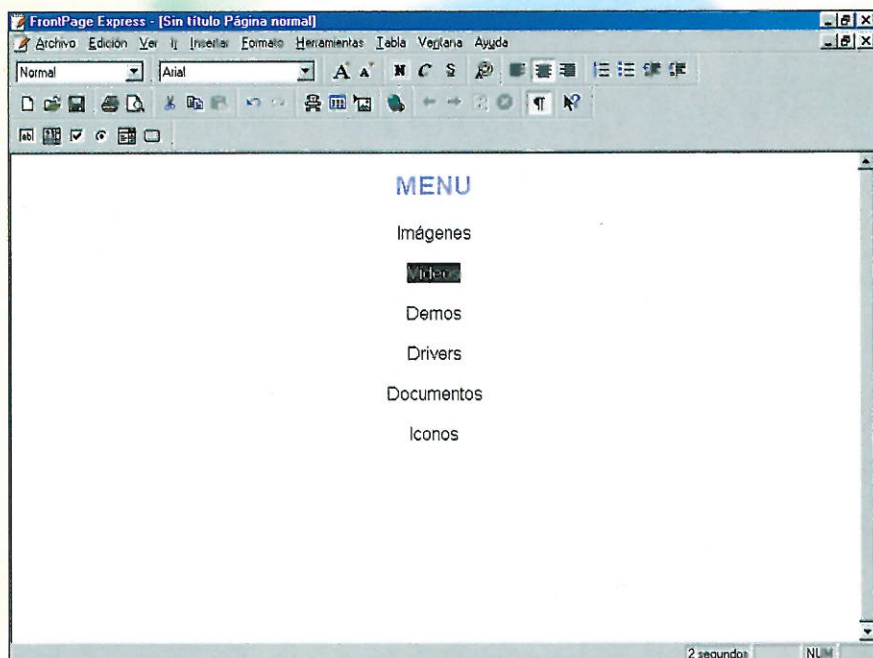 FrontPage Express - [Sin título Página normal]
Archivo Edición Ver Ir Insertar Formato Herramientas Tabla Ventana Ayuda
Normal Arial A A N C S
MENU
Imágenes
Videos
Demos
Drivers
Documentos
Iconos
2 segundos NUM